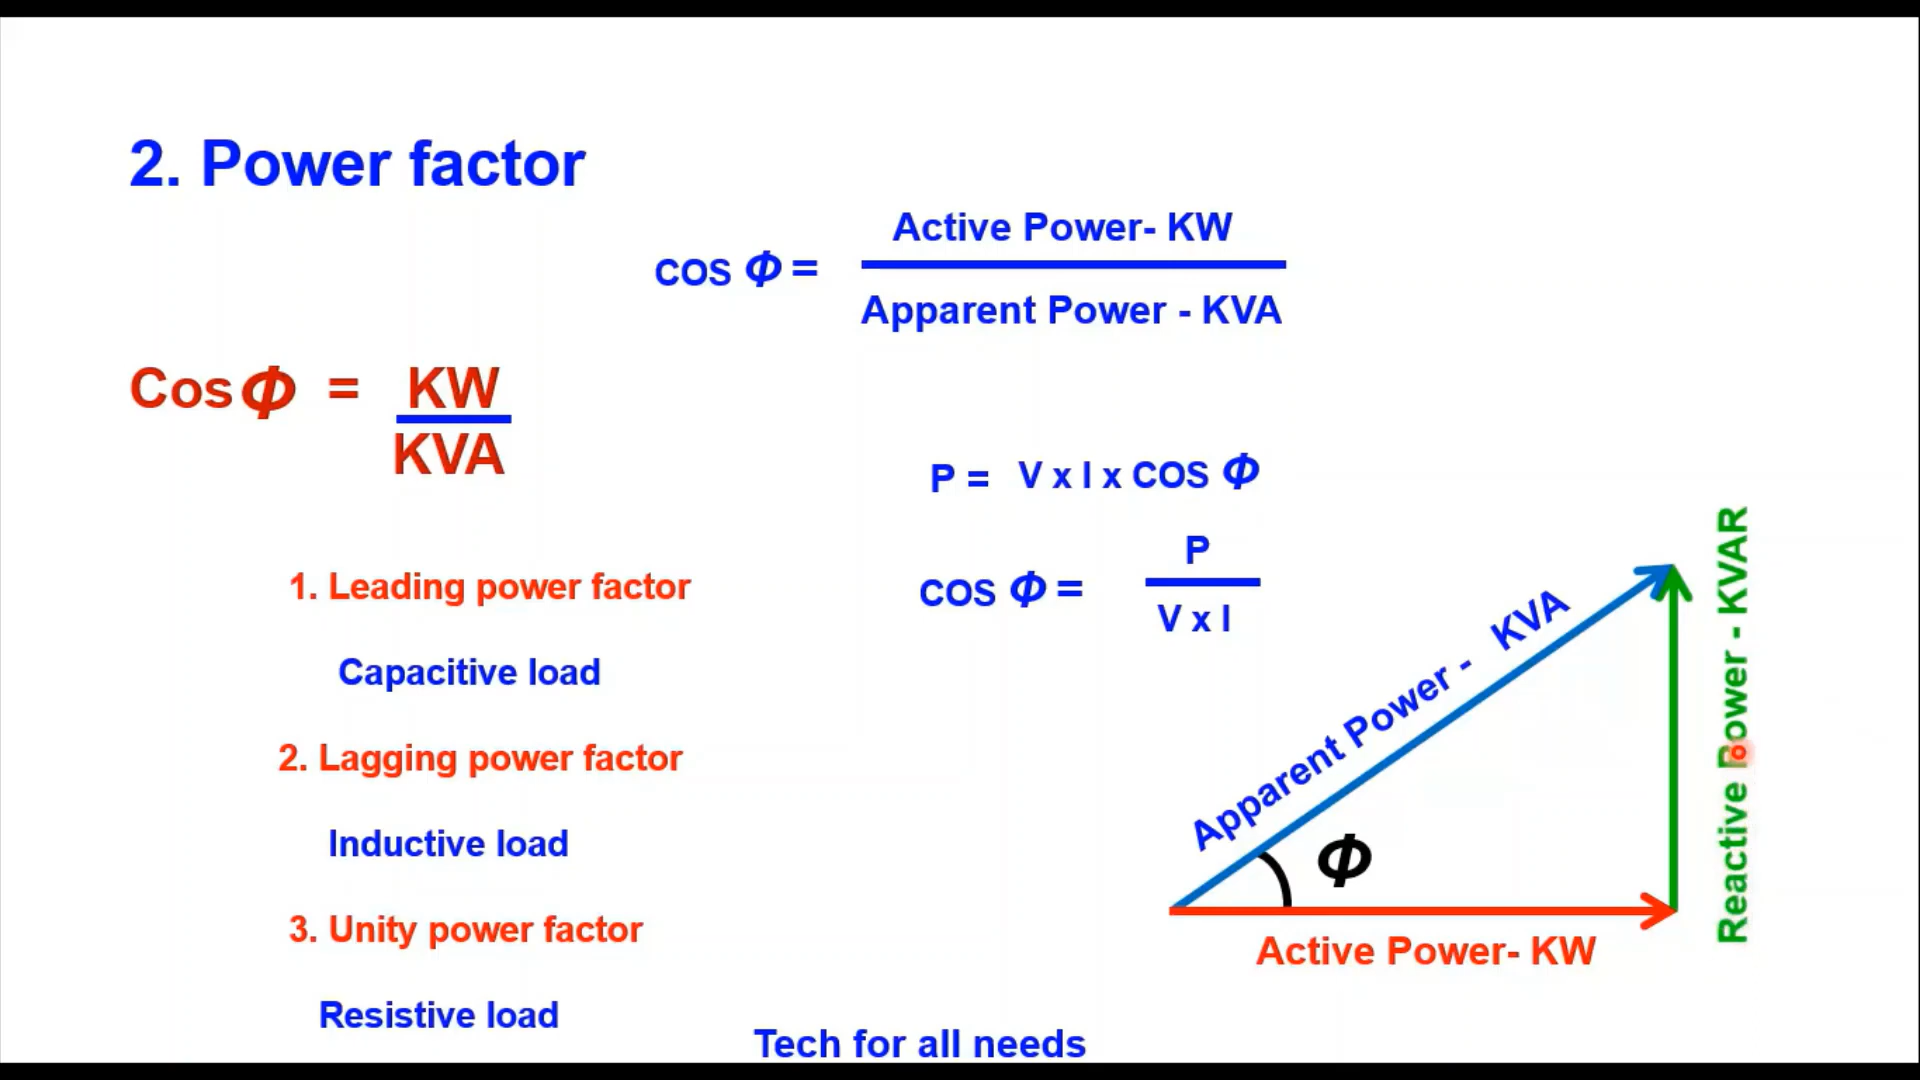 2. Power factor
cos Φ = Active Power- KW
Apparent Power - KVA
Cos Φ = KW
KVA
P = V x I x COS Φ
cos Φ = P
V x I
1. Leading power factor
Capacitive load
2. Lagging power factor
Inductive load
3. Unity power factor
Resistive load
Apparent Power - KVA
Φ
Active Power- KW
Reactive Power - KVAR
Tech for all needs